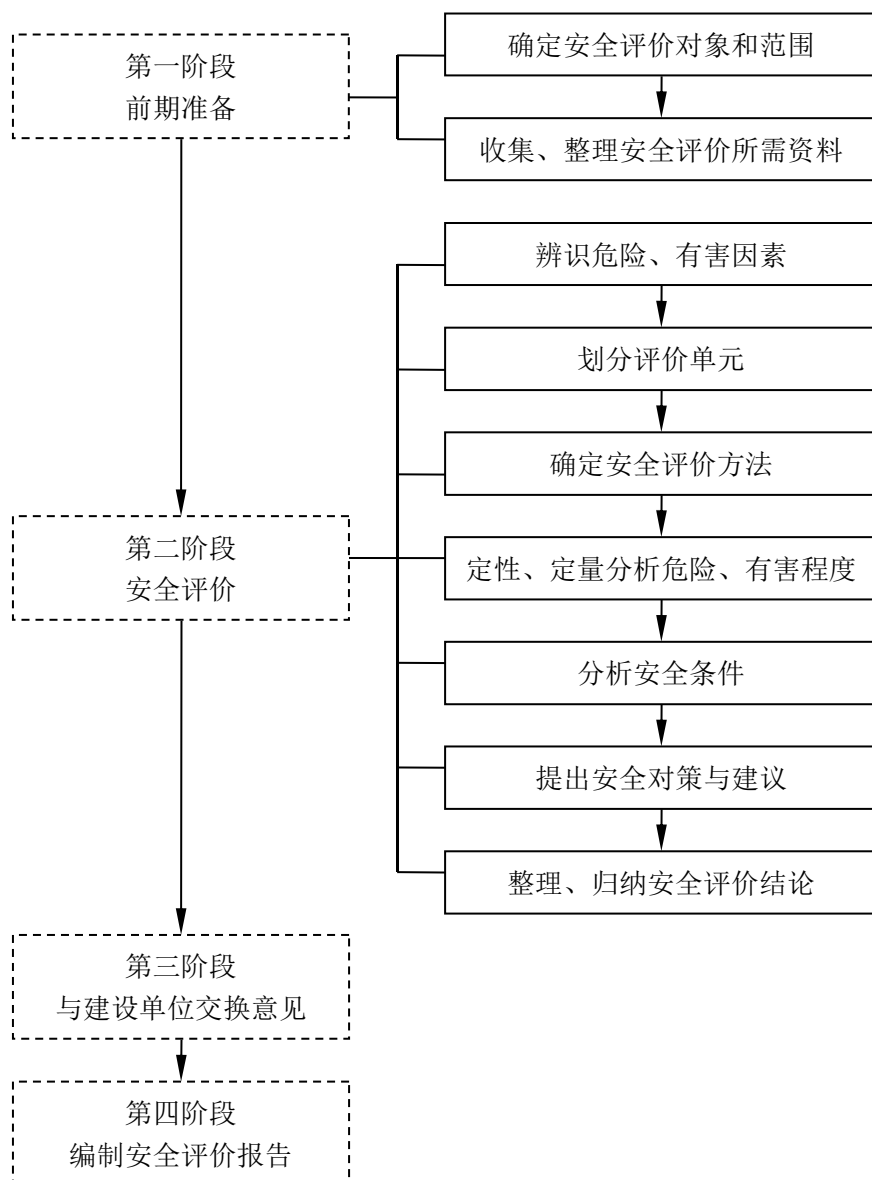 第一阶段
前期准备
确定安全评价对象和范围
收集、整理安全评价所需资料
第二阶段
安全评价
辨识危险、有害因素
划分评价单元
确定安全评价方法
定性、定量分析危险、有害程度
分析安全条件
提出安全对策与建议
整理、归纳安全评价结论
第三阶段
与建设单位交换意见
第四阶段
编制安全评价报告